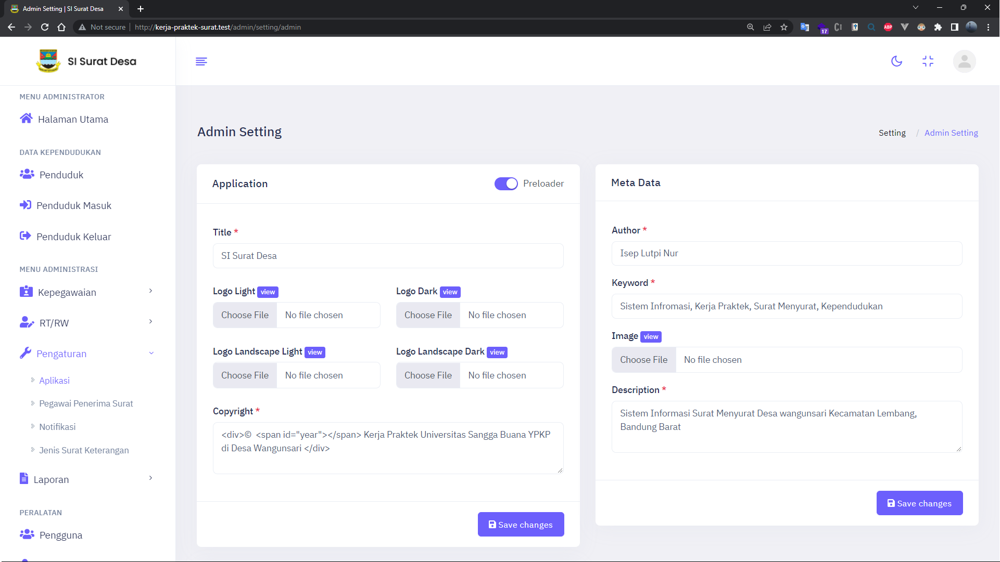 Admin Setting | SI Surat Desa
Not secure | http://kerja-praktek-surat.test/admin/setting/admin
17
ABP
SI Surat Desa
MENU ADMINISTRATOR
Halaman Utama
DATA KEPENDUDUKAN
Penduduk
Penduduk Masuk
Penduduk Keluar
MENU ADMINISTRASI
Kepegawaian
RT/RW
Pengaturan
Aplikasi
Pegawai Penerima Surat
Notifikasi
Jenis Surat Keterangan
Laporan
PERALATAN
Pengguna
Admin Setting
Setting / Admin Setting
Application
Preloader
Title *
SI Surat Desa
Logo Light view
Choose File No file chosen
Logo Dark view
Choose File No file chosen
Logo Landscape Light view
Choose File No file chosen
Logo Landscape Dark view
Choose File No file chosen
Copyright *
<div>© <span id="year"></span> Kerja Praktek Universitas Sangga Buana YPKP
di Desa Wangunsari </div>
Save changes
Meta Data
Author *
Isep Lutpi Nur
Keyword *
Sistem Infromasi, Kerja Praktek, Surat Menyurat, Kependudukan
Image view
Choose File No file chosen
Description *
Sistem Informasi Surat Menyurat Desa wangunsari Kecamatan Lembang,
Bandung Barat
Save changes